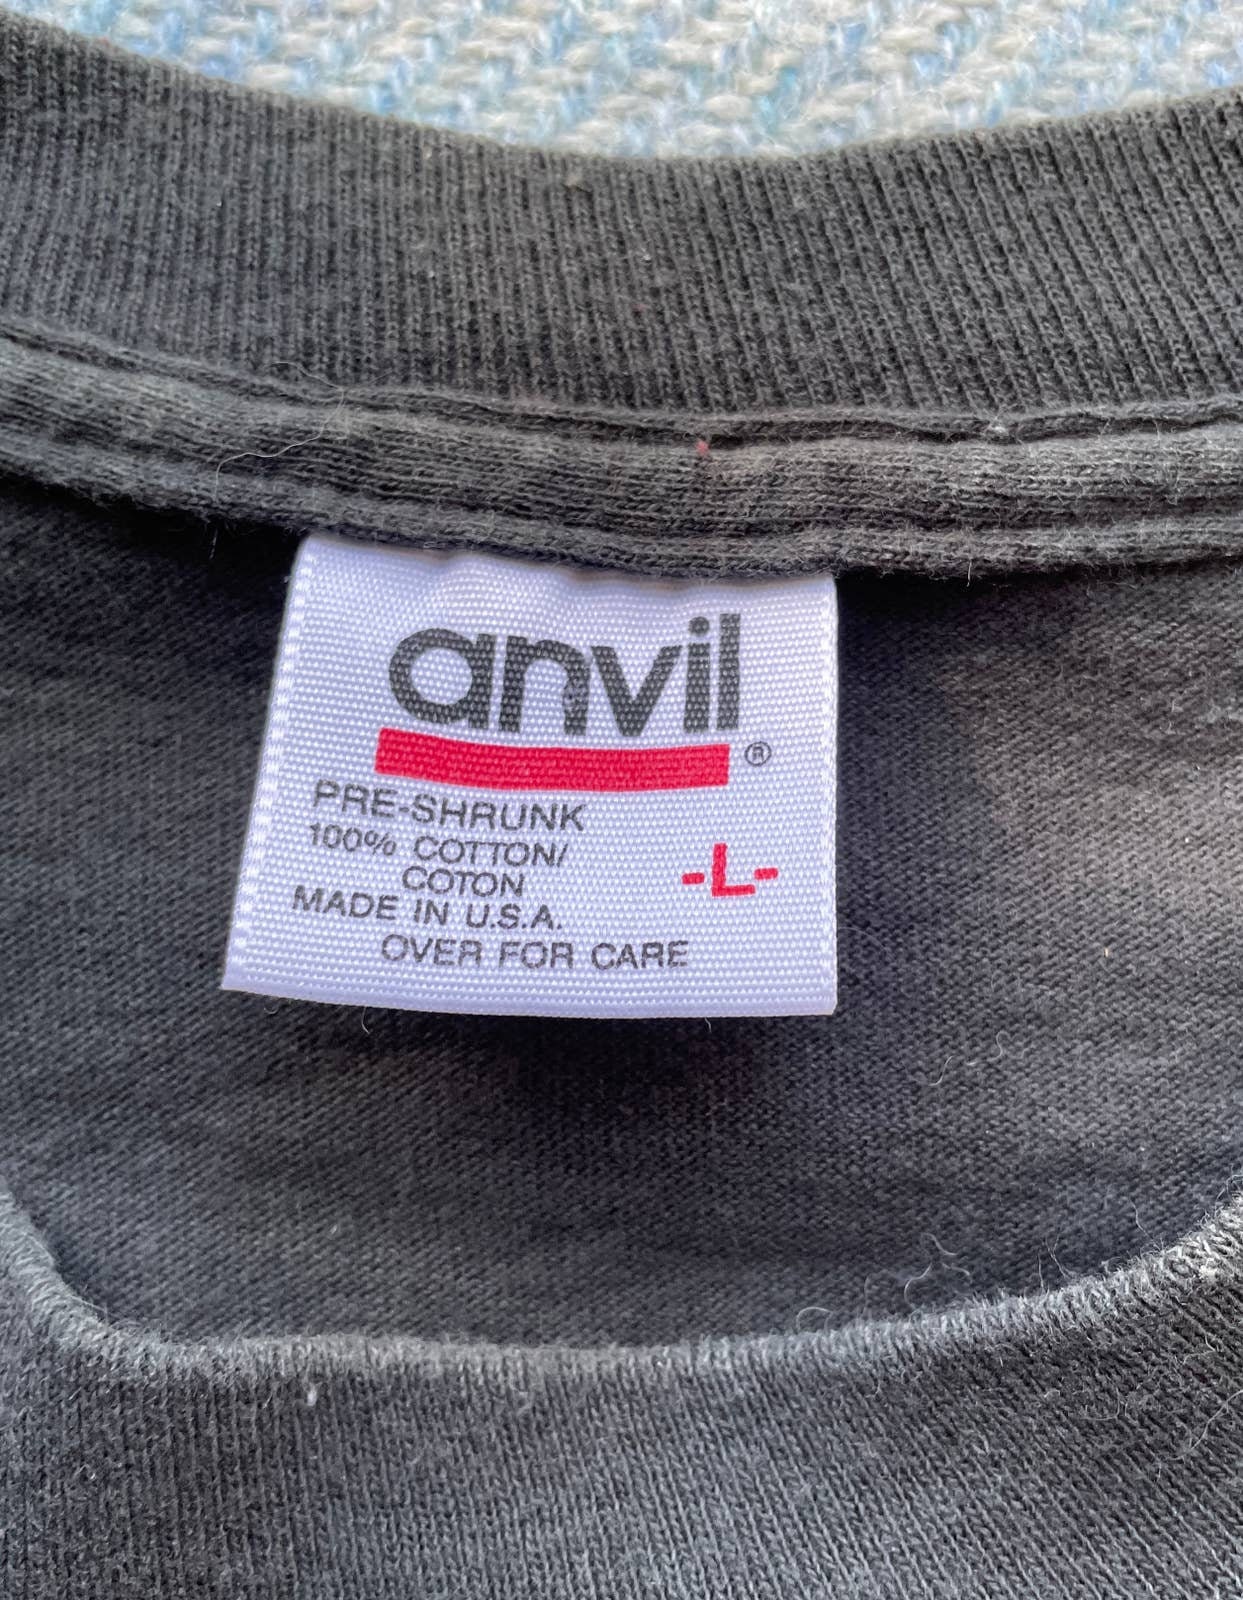 anvil
®
PRE-SHRUNK
100% COTTON/
COTON
-L-
MADE IN U.S.A.
OVER FOR CARE